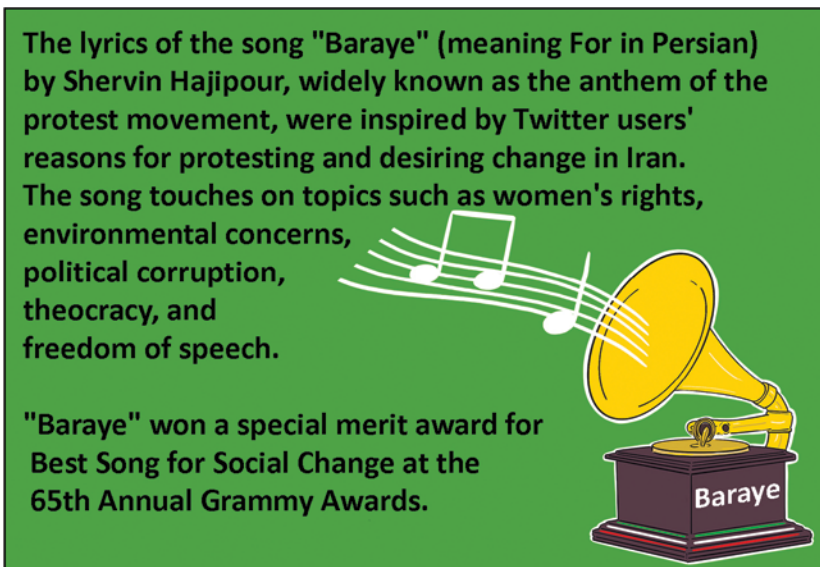 The lyrics of the song "Baraye" (meaning For in Persian)
by Shervin Hajipour, widely known as the anthem of the
protest movement, were inspired by Twitter users'
reasons for protesting and desiring change in Iran.
The song touches on topics such as women's rights,
environmental concerns,
political corruption,
theocracy, and
freedom of speech.
"Baraye" won a special merit award for
Best Song for Social Change at the
65th Annual Grammy Awards.
Baraye